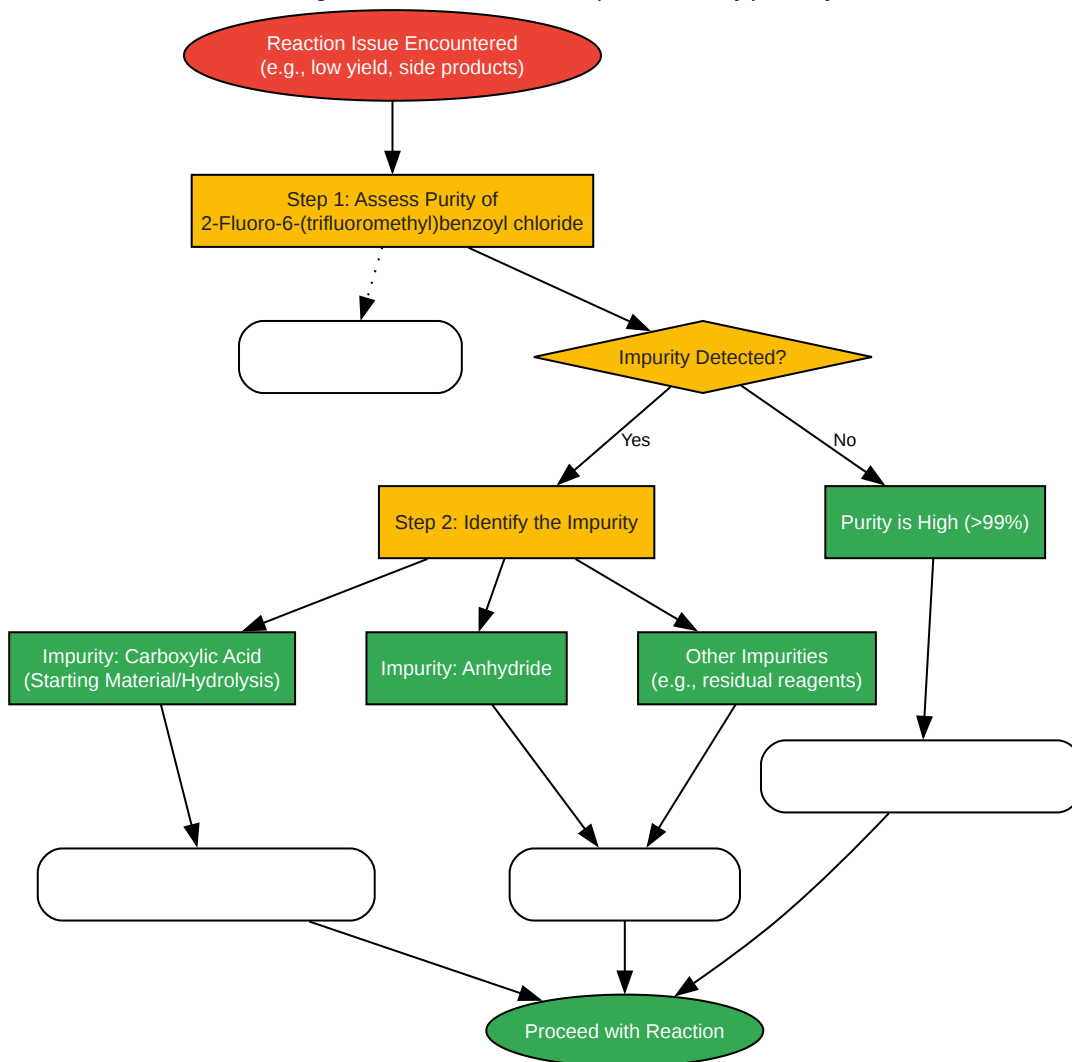 Reaction Issue Encountered
(e.g., low yield, side products)
Step 1: Assess Purity of
2-Fluoro-6-(trifluoromethyl)benzoyl chloride
Impurity Detected?
Yes
No
Step 2: Identify the Impurity
Purity is High (>99%)
Impurity: Carboxylic Acid
(Starting Material/Hydrolysis)
Impurity: Anhydride
Other Impurities
(e.g., residual reagents)
Proceed with Reaction